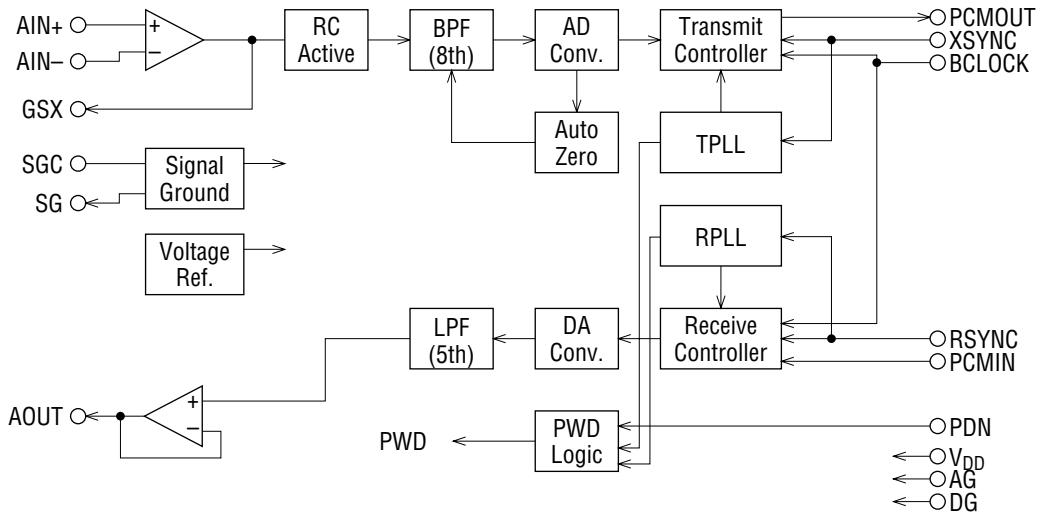 AIN+
AIN–
GSX
SGC
SG
+
–
RC
Active
BPF
(8th)
AD
Conv.
Transmit
Controller
PCMOUT
XSYNC
BCLOCK
Auto
Zero
TPLL
Signal
Ground
Voltage
Ref.
RPLL
LPF
(5th)
DA
Conv.
Receive
Controller
RSYNC
PCMIN
AOUT
+
–
PWD
PWD
Logic
PDN
VDD
AG
DG